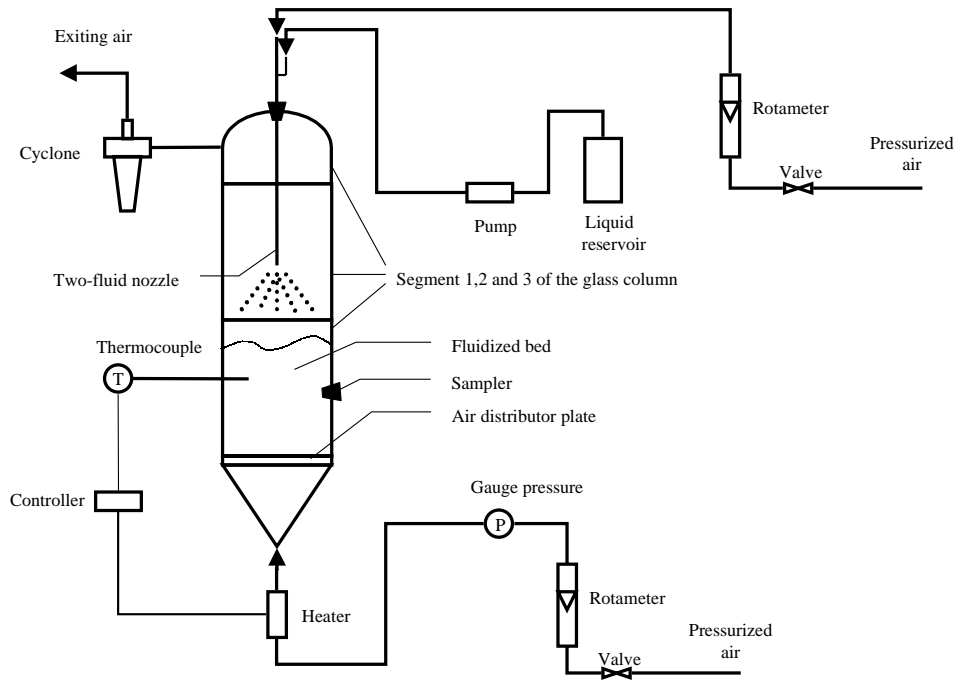 Exiting air
Cyclone
Rotameter
Pressurized
air
Valve
Pump
Liquid
reservoir
Two-fluid nozzle
Segment 1,2 and 3 of the glass column
Thermocouple
T
Fluidized bed
Sampler
Air distributor plate
Controller
Gauge pressure
P
Heater
Rotameter
Pressurized
air
Valve